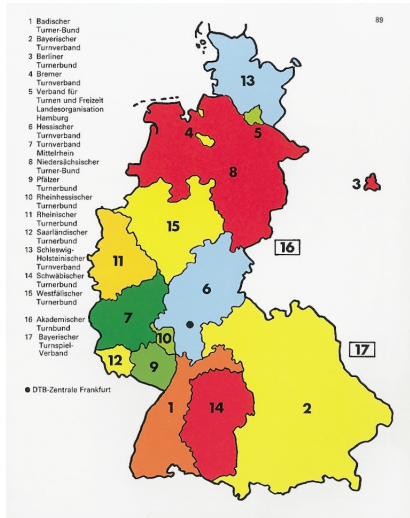 89
1 Badischer
Turner-Bund
2 Bayerischer
Turnverband
3 Berliner
Turnerbund
4 Bremer
Turnverband
5 Verband für
Turnen und Freizeit
Landesorganisation
Hamburg
6 Hessischer
Turnverband
7 Turnverband
Mittelrhein
8 Niedersächsischer
Turner-Bund
9 Pfälzer
Turnerbund
10 Rheinhessischer
Turnerbund
11 Rheinischer
Turnerbund
12 Saarländischer
Turnerbund
13 Schleswig-
Holsteinischer
Turnverband
14 Schwäbischer
Turnerbund
15 Westfälischer
Turnerbund
16 Akademischer
Turnbund
17 Bayerischer
Turnspiel-
Verband
● DTB-Zentrale Frankfurt
13
4
5
8
3
15
16
11
6
7
10
17
12
9
1
14
2